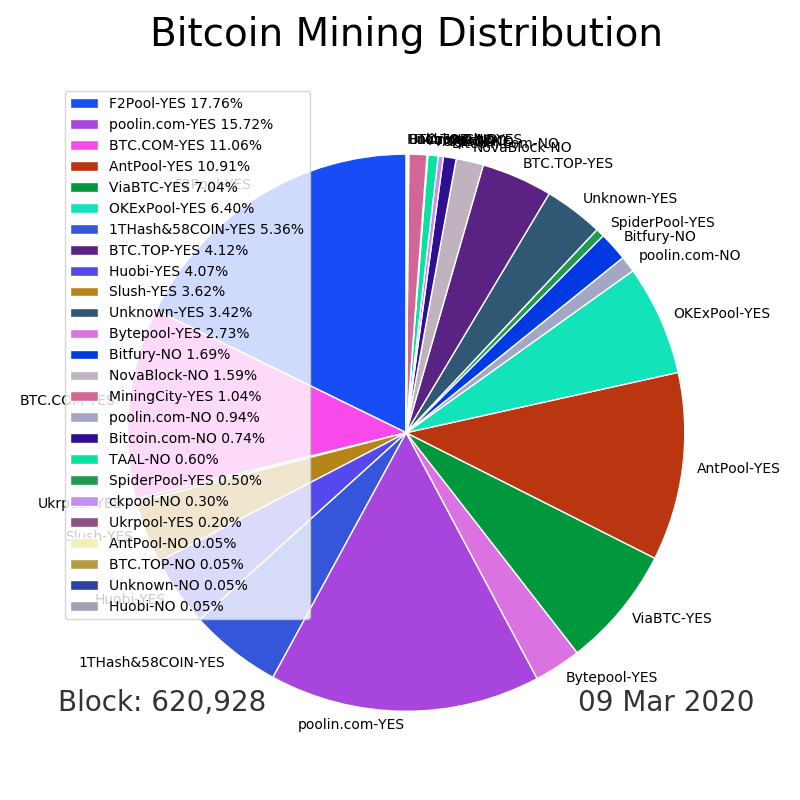 Bitcoin Mining Distribution
F2Pool-YES 17.76%
poolin.com-YES 15.72%
BTC.COM-YES 11.06%
AntPool-YES 10.91%
ViaBTC-YES 7.04%
OKExPool-YES 6.40%
1THash&58COIN-YES 5.36%
BTC.TOP-YES 4.12%
Huobi-YES 4.07%
Slush-YES 3.62%
Unknown-YES 3.42%
Bytepool-YES 2.73%
Bitfury-NO 1.69%
NovaBlock-NO 1.59%
MiningCity-YES 1.04%
poolin.com-NO 0.94%
Bitcoin.com-NO 0.74%
TAAL-NO 0.60%
SpiderPool-YES 0.50%
ckpool-NO 0.30%
Ukrpool-YES 0.20%
AntPool-NO 0.05%
BTC.TOP-NO 0.05%
Unknown-NO 0.05%
Huobi-NO 0.05%
NovaBlock-NO
BTC.TOP-YES
Unknown-YES
SpiderPool-YES
Bitfury-NO
poolin.com-NO
OKExPool-YES
AntPool-YES
ViaBTC-YES
Bytepool-YES
poolin.com-YES
1THash&58COIN-YES
Huobi-YES
Slush-YES
Ukrpool-YES
BTC.COM-YES
F2Pool-YES
Block: 620,928
09 Mar 2020